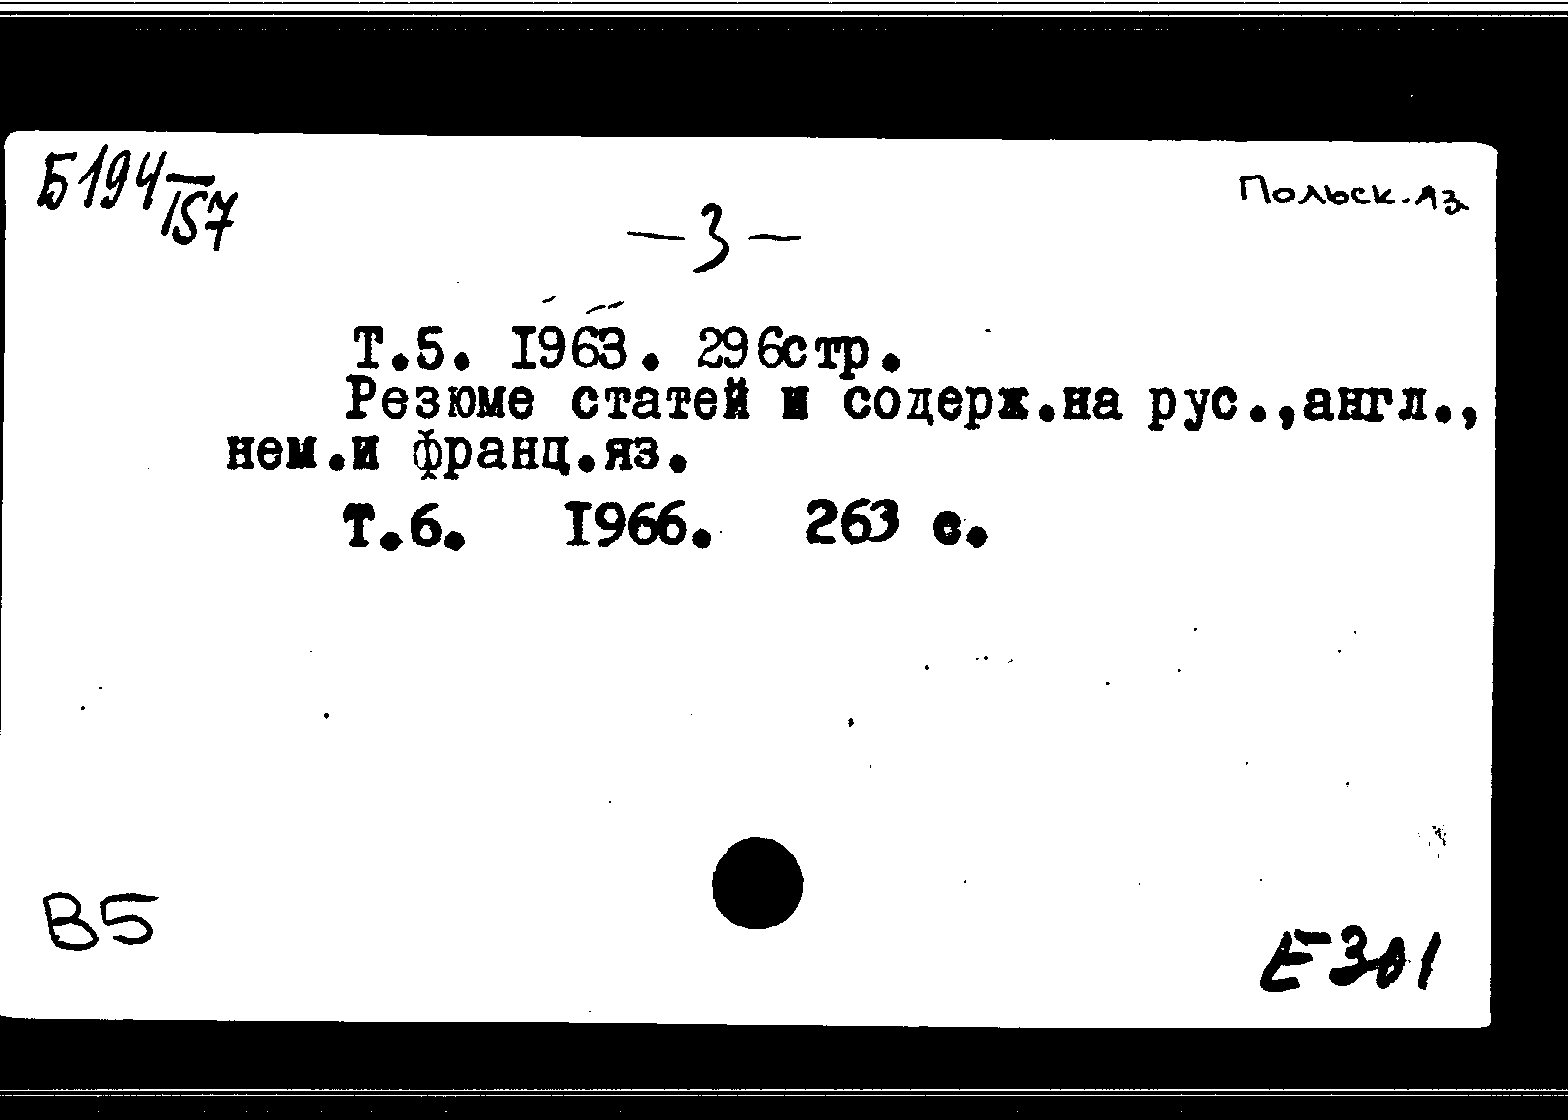 Б194/157
Польск.яз
—3—
Т.5. 1963. 296стр.
Резюме статей и содерж.на рус.,англ.,
нем.и франц.яз.
Т.6. 1966. 263 с.
В5
Е301